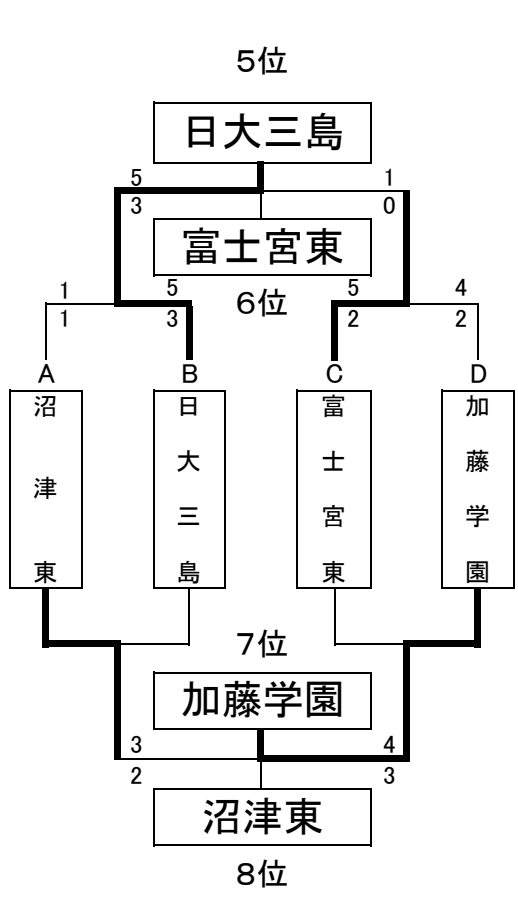 ５位
日大三島
5 1
3 0
富士宮東
６位
1 5 5 4
1 3 2 2
A B C D
沼津東
日大三島
富士宮東
加藤学園
７位
加藤学園
3 4
2 3
沼津東
８位